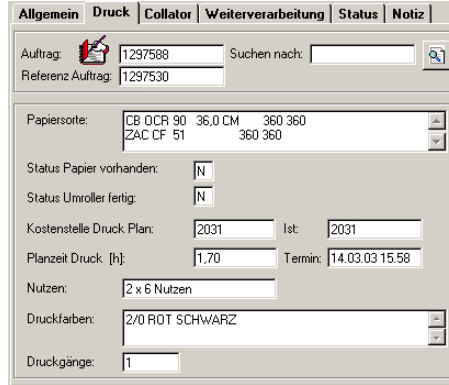 Allgemein Druck Collator Weiterverarbeitung Status Notiz
Auftrag: 1297588 Suchen nach:
Referenz Auftrag: 1297530
Papiersorte: CB OCR 90 36,0 CM 360 360
ZAC CF 51 360 360
Status Papier vorhanden: N
Status Umroller fertig: N
Kostenstelle Druck Plan: 2031 Ist: 2031
Planzeit Druck [h]: 1,70 Termin: 14.03.03 15.58
Nutzen: 2 x 6 Nutzen
Druckfarben: 2/0 ROT SCHWARZ
Druckgänge: 1